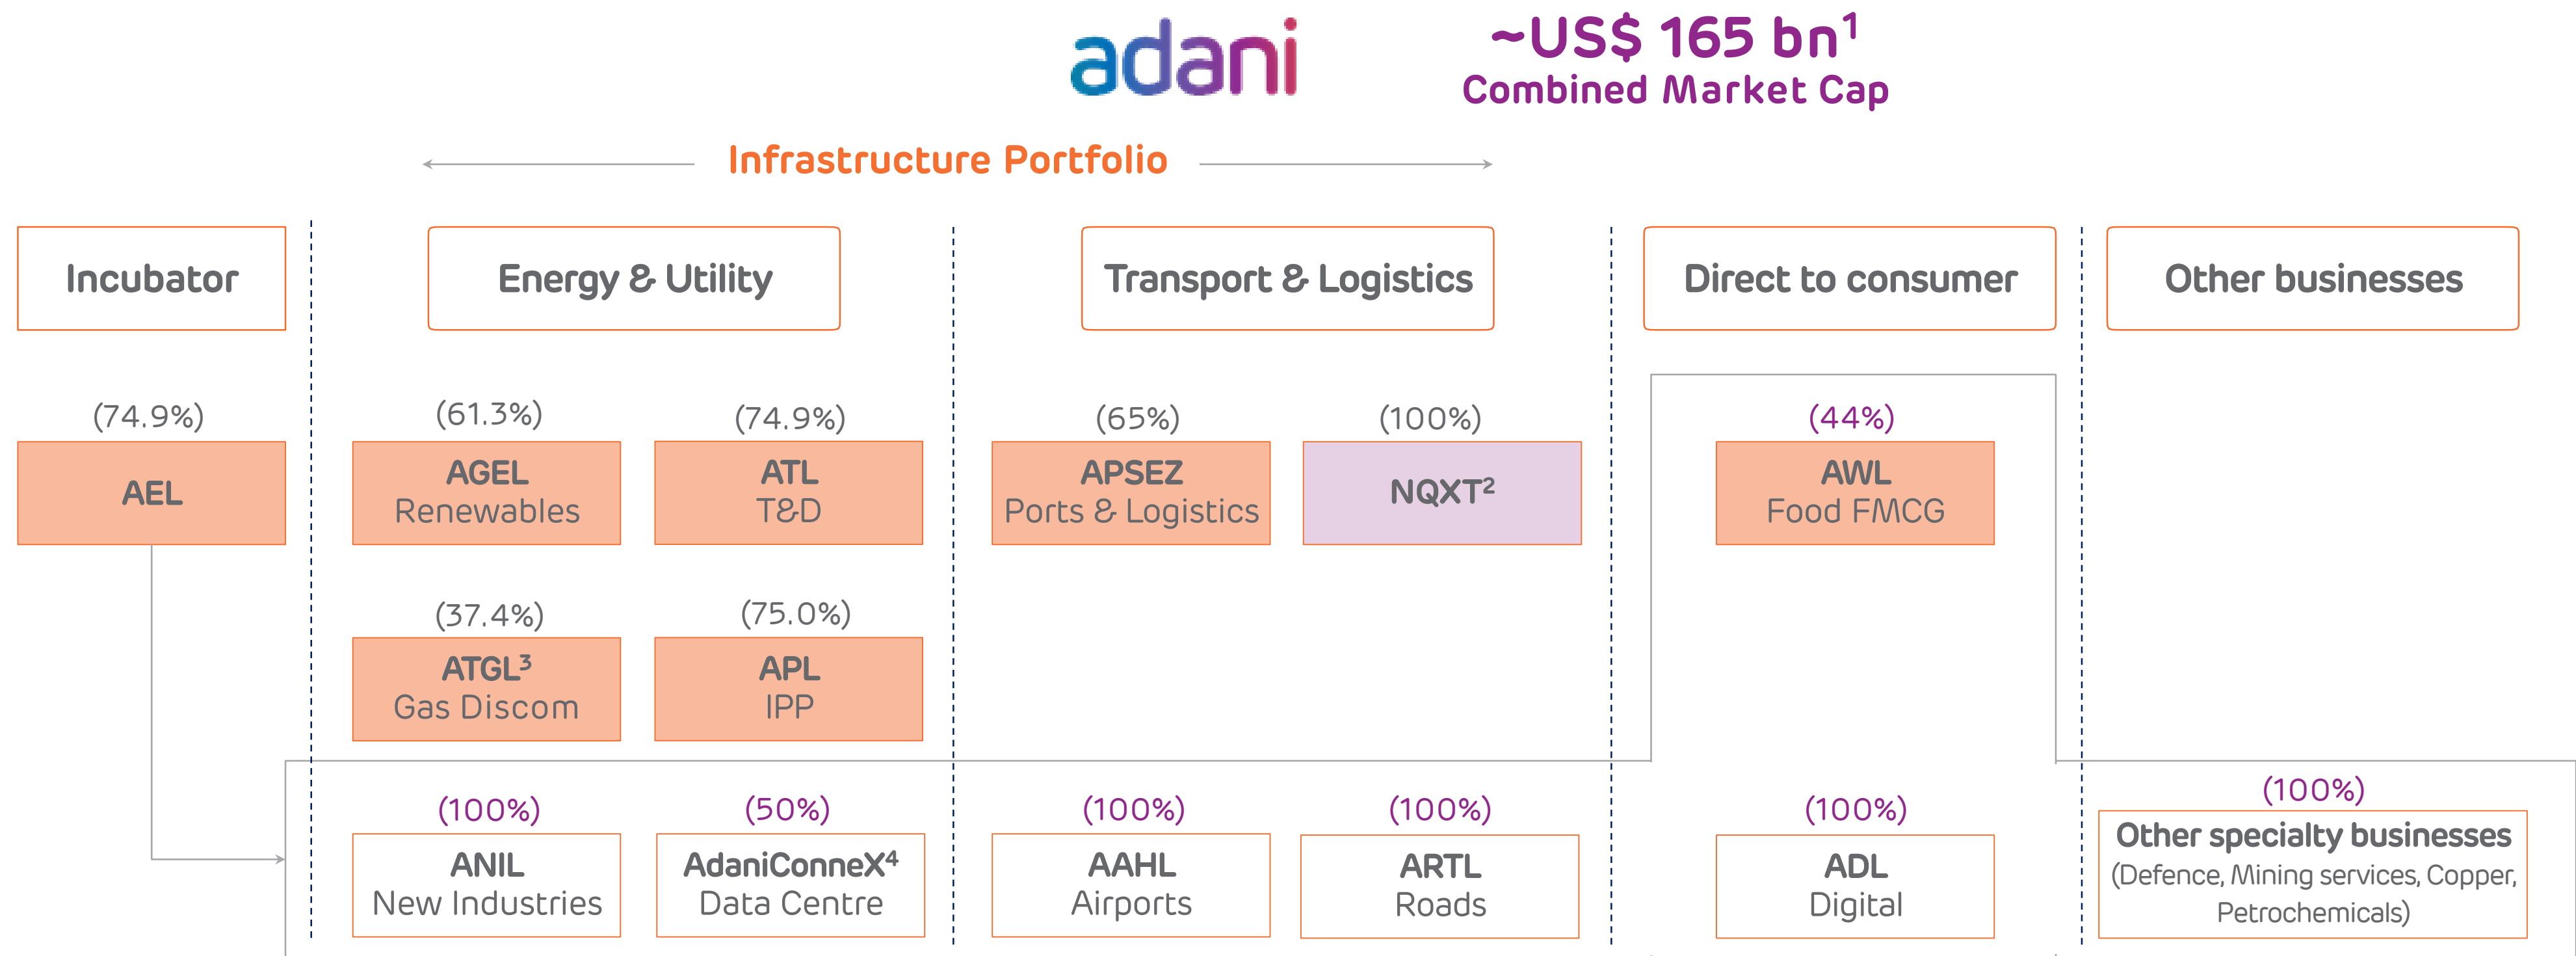 adani
~US$ 165 bn¹
Combined Market Cap
Infrastructure Portfolio
Incubator
Energy & Utility
Transport & Logistics
Direct to consumer
Other businesses
(74.9%)
AEL
(61.3%)
AGEL
Renewables
(74.9%)
ATL
T&D
(65%)
APSEZ
Ports & Logistics
(100%)
NQXT²
(44%)
AWL
Food FMCG
(37.4%)
ATGL³
Gas Discom
(75.0%)
APL
IPP
(100%)
ANIL
New Industries
(50%)
AdaniConneX⁴
Data Centre
(100%)
AAHL
Airports
(100%)
ARTL
Roads
(100%)
ADL
Digital
(100%)
Other specialty businesses
(Defence, Mining services, Copper,
Petrochemicals)